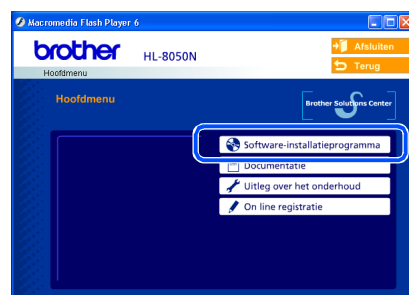 Macromedia Flash Player 6
brother
HL-8050N
Afsluiten
Terug
Hoofdmenu
Hoofdmenu
Brother Solutions Center
Software-installatieprogramma
Documentatie
Uitleg over het onderhoud
On line registratie